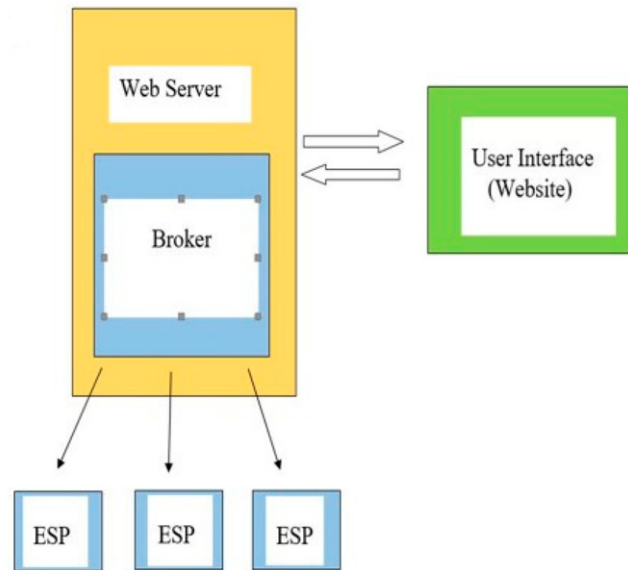 Web Server
User Interface
(Website)
Broker
ESP
ESP
ESP